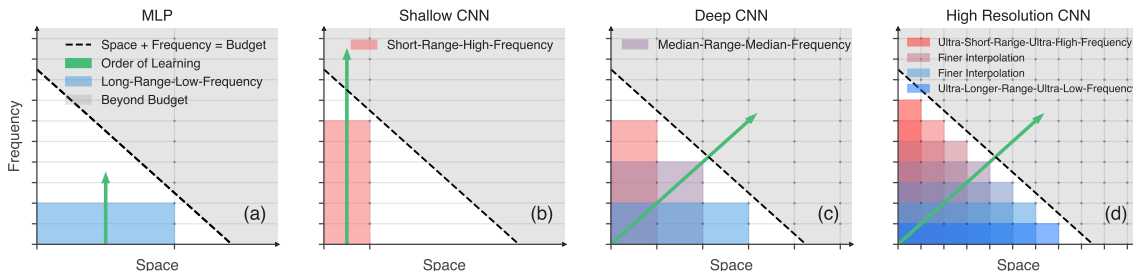 MLP
Space + Frequency = Budget
Order of Learning
Long-Range-Low-Frequency
Beyond Budget
Frequency
(a)
Space
Shallow CNN
Short-Range-High-Frequency
(b)
Space
Deep CNN
Median-Range-Median-Frequency
(c)
Space
High Resolution CNN
Ultra-Short-Range-Ultra-High-Frequency
Finer Interpolation
Finer Interpolation
Ultra-Longer-Range-Ultra-Low-Frequency
(d)
Space